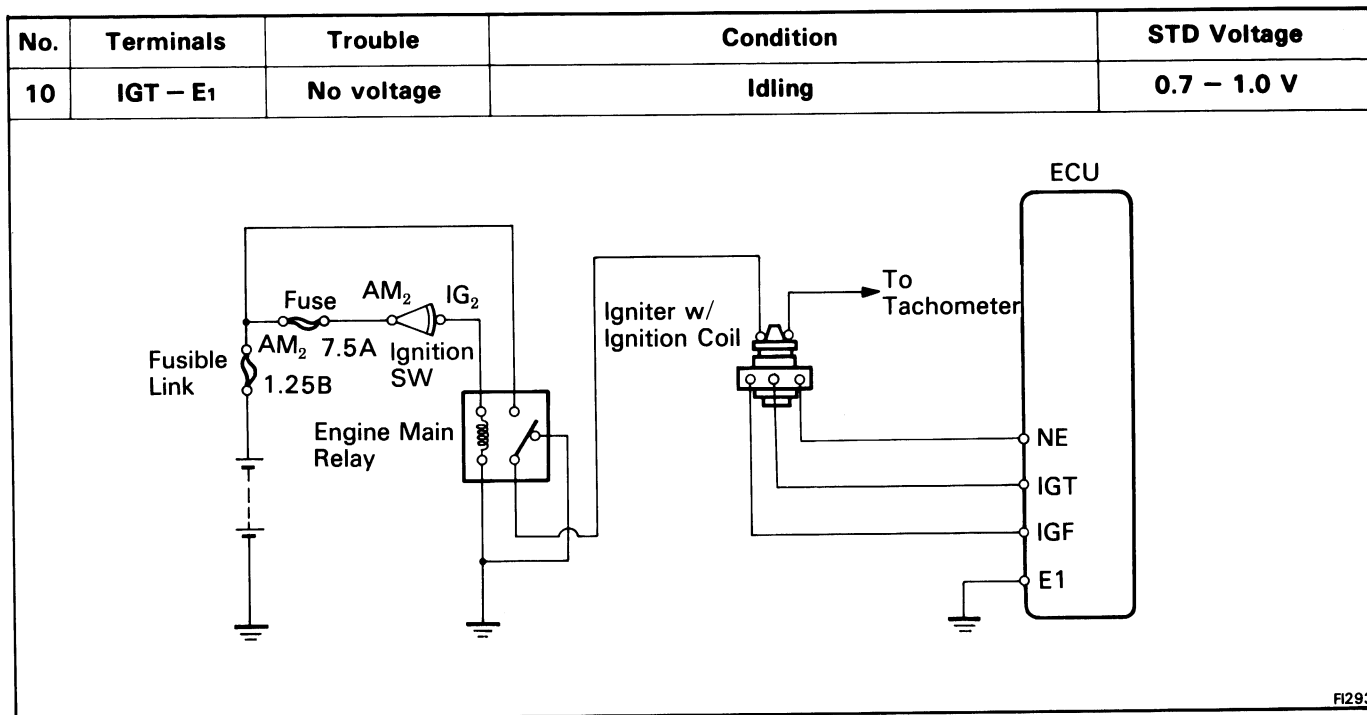 No. Terminals Trouble Condition STD Voltage
10 IGT – E1 No voltage Idling 0.7 – 1.0 V
ECU
To
Tachometer
Fuse AM2 IG2
Igniter w/
Ignition Coil
AM2 7.5A Ignition
SW
Fusible
Link
1.25B
Engine Main
Relay
NE
IGT
IGF
E1